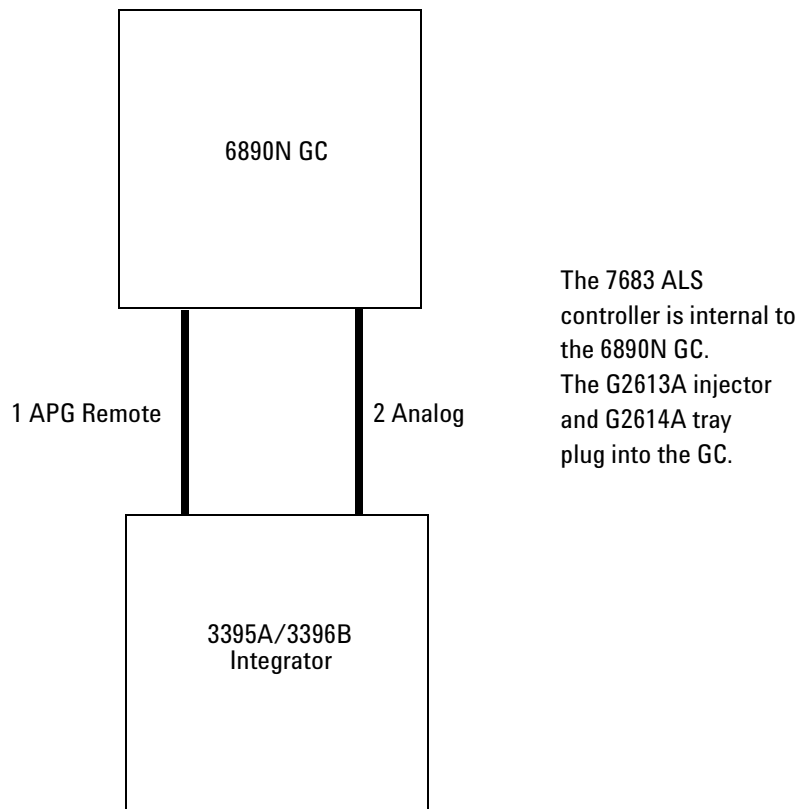 6890N GC
The 7683 ALS
controller is internal to
the 6890N GC.
The G2613A injector
and G2614A tray
plug into the GC.
1 APG Remote
2 Analog
3395A/3396B
Integrator